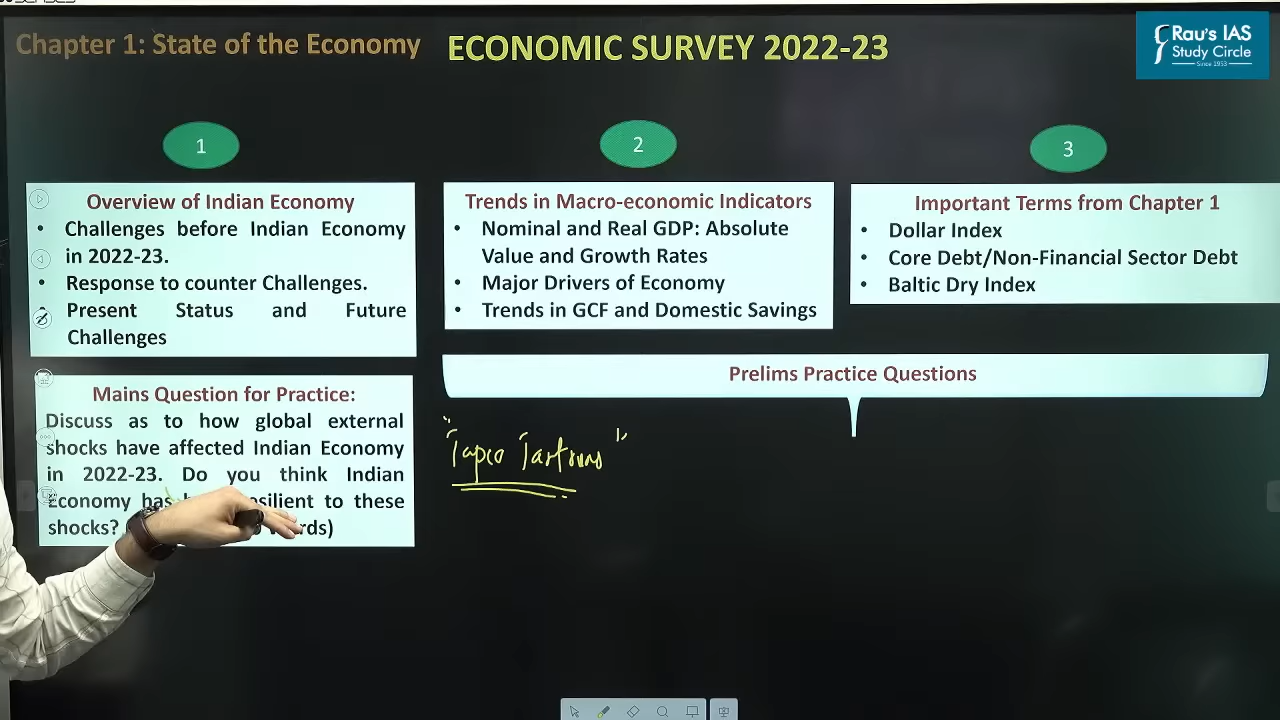 Chapter 1: State of the Economy
ECONOMIC SURVEY 2022-23
Rau's IAS
Study Circle
Since 1953
1
Overview of Indian Economy
• Challenges before Indian Economy
in 2022-23.
• Response to counter Challenges.
• Present Status and Future
Challenges
Mains Question for Practice:
Discuss as to how global external
shocks have affected Indian Economy
in 2022-23. Do you think Indian
Economy has
to these
shocks?
2
Trends in Macro-economic Indicators
• Nominal and Real GDP: Absolute
Value and Growth Rates
• Major Drivers of Economy
• Trends in GCF and Domestic Savings
3
Important Terms from Chapter 1
• Dollar Index
• Core Debt/Non-Financial Sector Debt
• Baltic Dry Index
Prelims Practice Questions